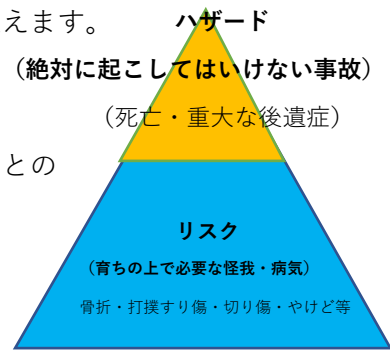 えます。
ハザード
（絶対に起こしてはいけない事故）
（死亡・重大な後遺症）
との
リスク
（育ちの上で必要な怪我・病気）
骨折・打撲すり傷・切り傷・やけど等